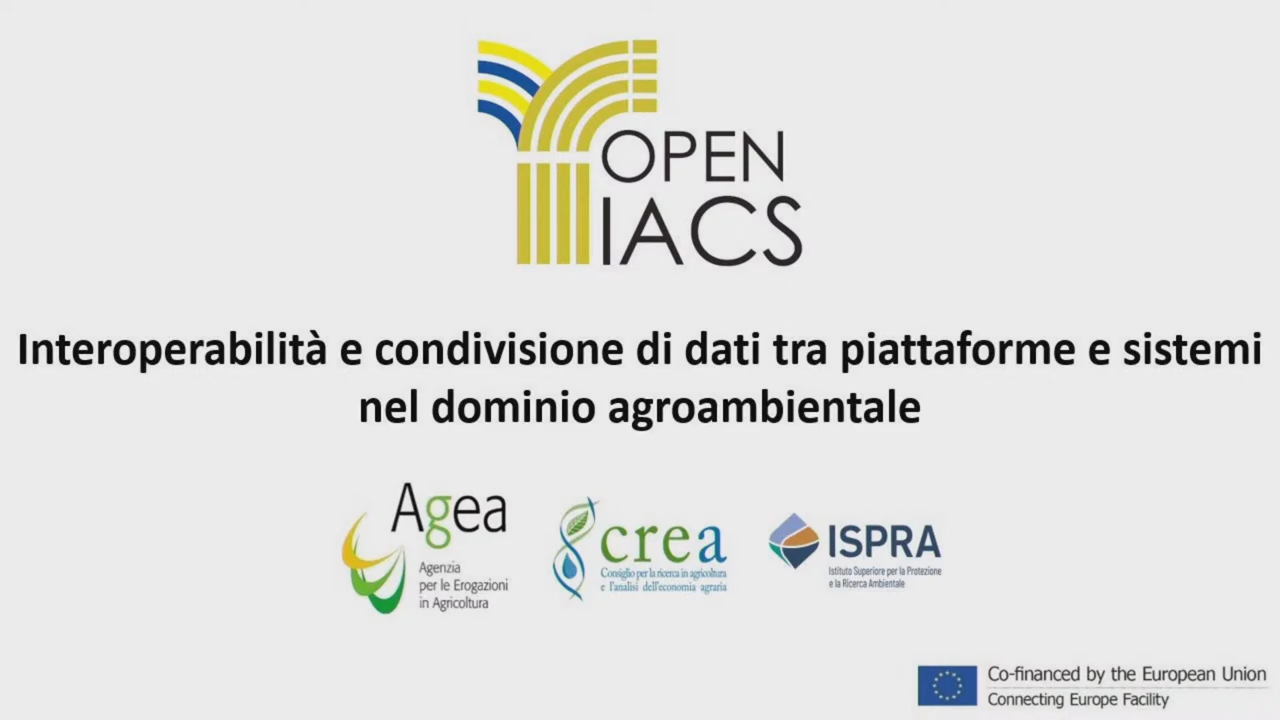 OPEN
IACS
Interoperabilità e condivisione di dati tra piattaforme e sistemi
nel dominio agroambientale
Agea
Agenzia
per le Erogazioni
in Agricoltura
crea
Consiglio per la ricerca in agricoltura
e l'analisi dell'economia agraria
ISPRA
Istituto Superiore per la Protezione
e la Ricerca Ambientale
Co-financed by the European Union
Connecting Europe Facility